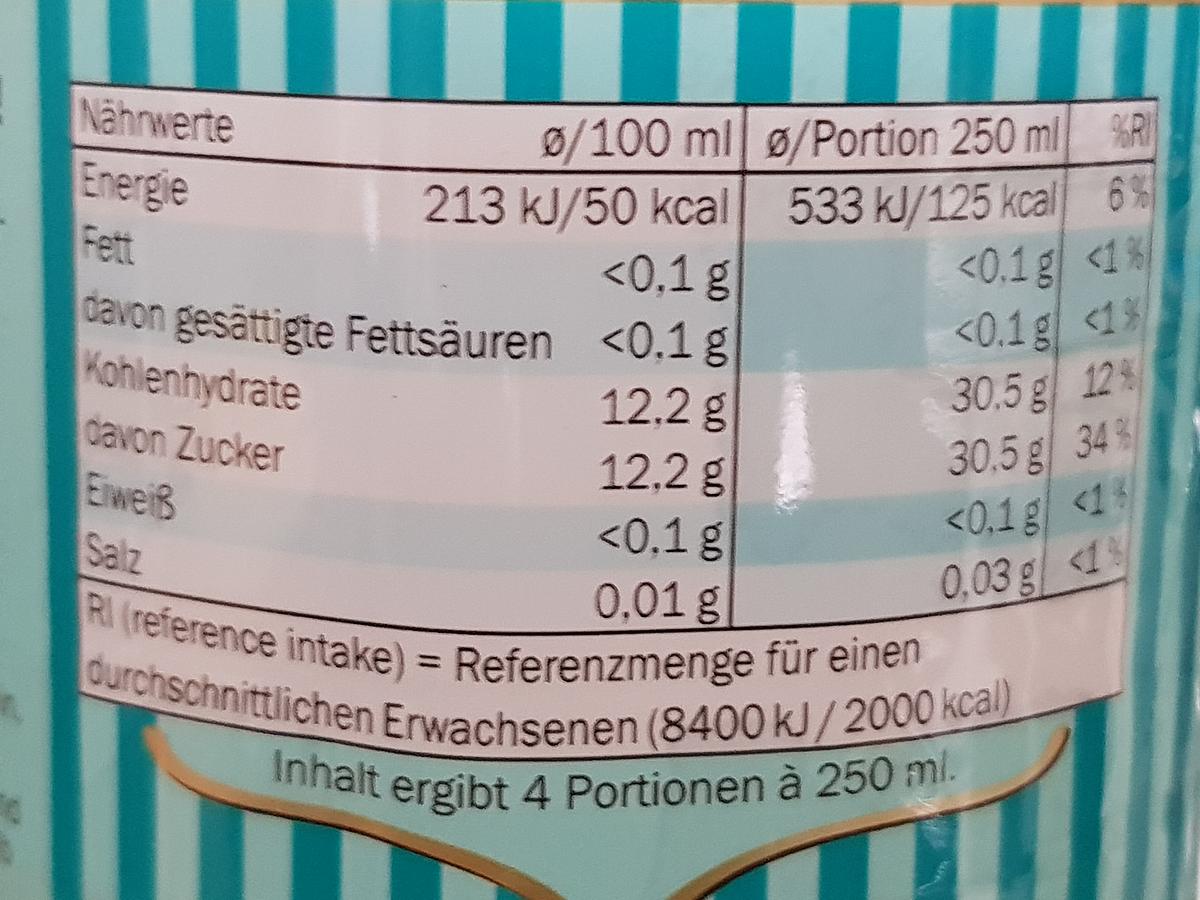 Nährwerte ø/100 ml ø/Portion 250 ml %RI
Energie 213 kJ/50 kcal 533 kJ/125 kcal 6 %
Fett <0,1 g <0,1 g <1 %
davon gesättigte Fettsäuren <0,1 g <0,1 g <1 %
Kohlenhydrate 12,2 g 30,5 g 12 %
davon Zucker 12,2 g 30,5 g 34 %
Eiweiß <0,1 g <0,1 g <1 %
Salz 0,01 g 0,03 g <1 %
RI (reference intake) = Referenzmenge für einen
durchschnittlichen Erwachsenen (8400 kJ / 2000 kcal)
Inhalt ergibt 4 Portionen à 250 ml.